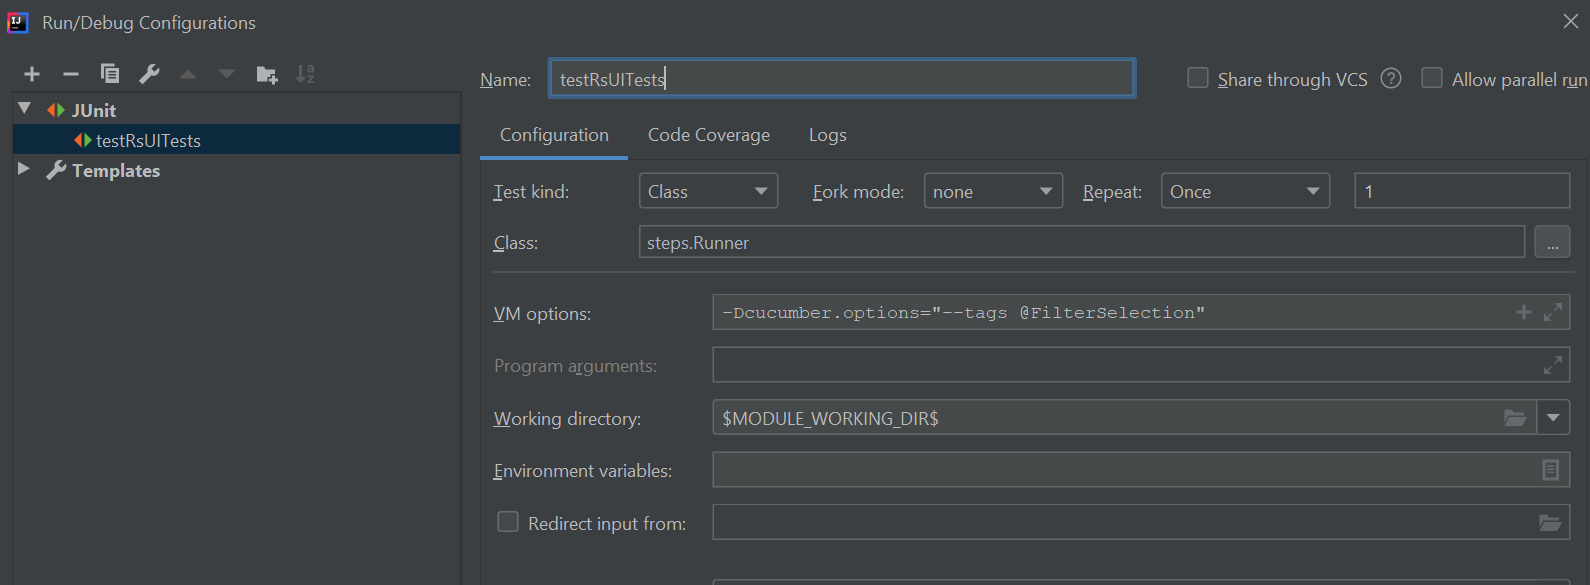 Run/Debug Configurations
Name: testRsUITests Share through VCS ? Allow parallel run
JUnit
testRsUITests
Templates
Configuration Code Coverage Logs
Test kind: Class Fork mode: none Repeat: Once 1
Class: steps.Runner ...
VM options: -Dcucumber.options="--tags @FilterSelection"
Program arguments:
Working directory: $MODULE_WORKING_DIR$
Environment variables:
Redirect input from: